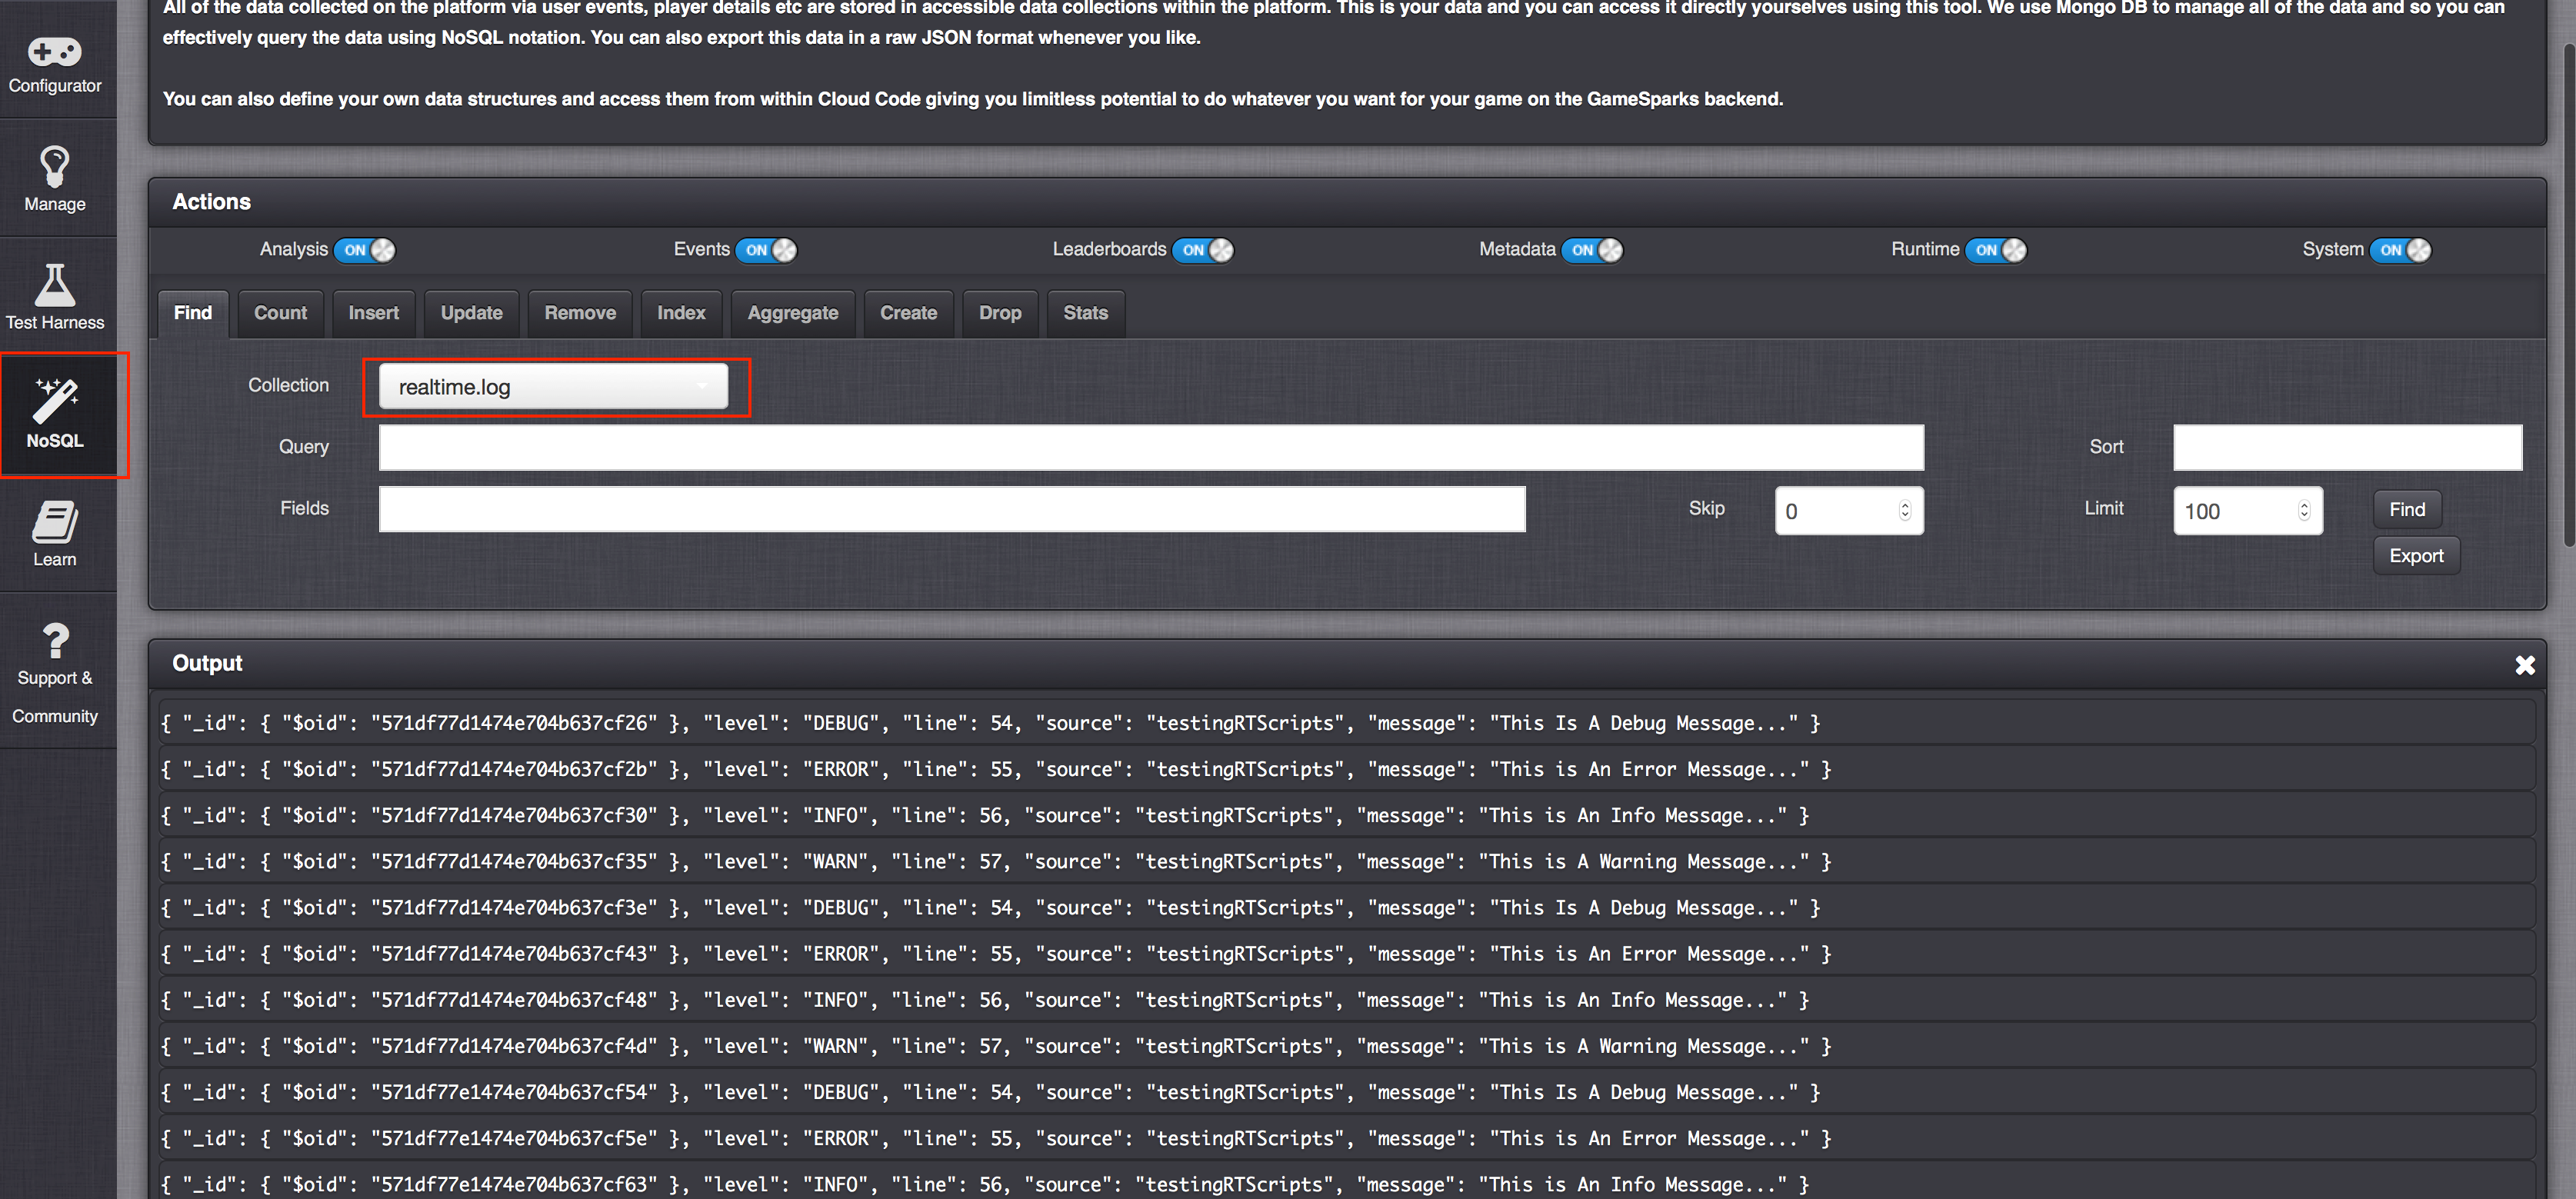 All of the data collected on the platform via user events, player details etc are stored in accessible data collections within the platform. This is your data and you can access it directly yourselves using this tool. We use Mongo DB to manage all of the data and so you can
effectively query the data using NoSQL notation. You can also export this data in a raw JSON format whenever you like.
You can also define your own data structures and access them from within Cloud Code giving you limitless potential to do whatever you want for your game on the GameSparks backend.
Configurator
Manage
Test Harness
NoSQL
Learn
Support &
Community
Actions
Analysis ON Events ON Leaderboards ON Metadata ON Runtime ON System ON
Find Count Insert Update Remove Index Aggregate Create Drop Stats
Collection realtime.log
Query Sort
Fields Skip 0 Limit 100 Find
Export
Output
{ "_id": { "$oid": "571df77d1474e704b637cf26" }, "level": "DEBUG", "line": 54, "source": "testingRTScripts", "message": "This Is A Debug Message..." }
{ "_id": { "$oid": "571df77d1474e704b637cf2b" }, "level": "ERROR", "line": 55, "source": "testingRTScripts", "message": "This is An Error Message..." }
{ "_id": { "$oid": "571df77d1474e704b637cf30" }, "level": "INFO", "line": 56, "source": "testingRTScripts", "message": "This is An Info Message..." }
{ "_id": { "$oid": "571df77d1474e704b637cf35" }, "level": "WARN", "line": 57, "source": "testingRTScripts", "message": "This is A Warning Message..." }
{ "_id": { "$oid": "571df77d1474e704b637cf3e" }, "level": "DEBUG", "line": 54, "source": "testingRTScripts", "message": "This Is A Debug Message..." }
{ "_id": { "$oid": "571df77d1474e704b637cf43" }, "level": "ERROR", "line": 55, "source": "testingRTScripts", "message": "This is An Error Message..." }
{ "_id": { "$oid": "571df77d1474e704b637cf48" }, "level": "INFO", "line": 56, "source": "testingRTScripts", "message": "This is An Info Message..." }
{ "_id": { "$oid": "571df77d1474e704b637cf4d" }, "level": "WARN", "line": 57, "source": "testingRTScripts", "message": "This is A Warning Message..." }
{ "_id": { "$oid": "571df77e1474e704b637cf54" }, "level": "DEBUG", "line": 54, "source": "testingRTScripts", "message": "This Is A Debug Message..." }
{ "_id": { "$oid": "571df77e1474e704b637cf5e" }, "level": "ERROR", "line": 55, "source": "testingRTScripts", "message": "This is An Error Message..." }
{ "_id": { "$oid": "571df77e1474e704b637cf63" }, "level": "INFO", "line": 56, "source": "testingRTScripts", "message": "This is An Info Message..." }